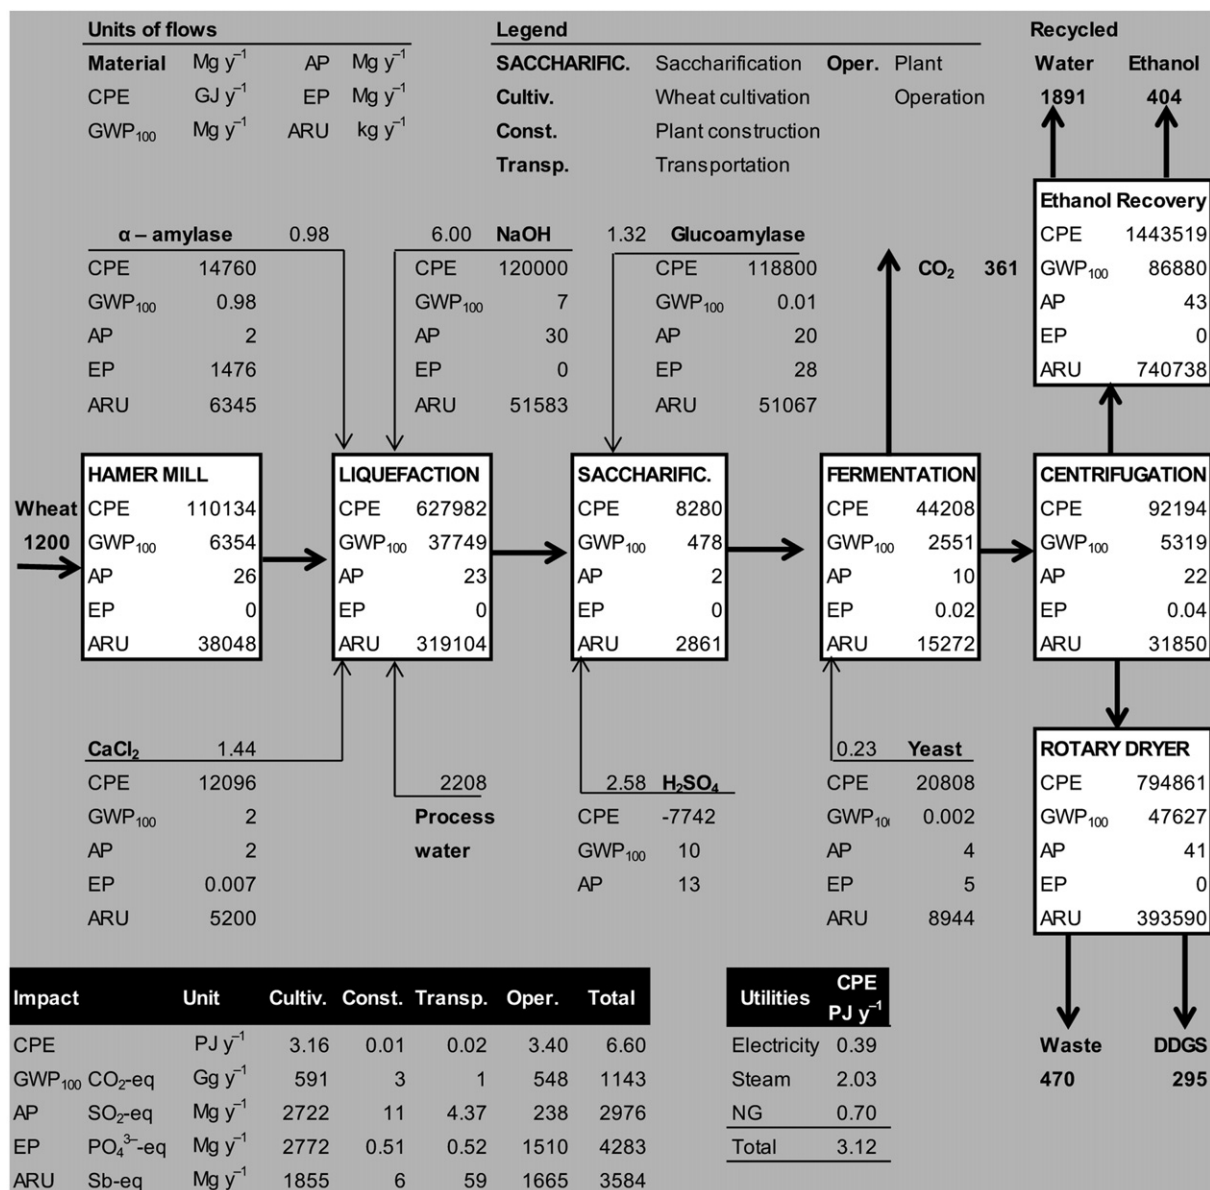 Units of flows
Material Mg y⁻¹ AP Mg y⁻¹
CPE GJ y⁻¹ EP Mg y⁻¹
GWP₁₀₀ Mg y⁻¹ ARU kg y⁻¹
Legend
SACCHARIFIC. Saccharification Oper. Plant
Cultiv. Wheat cultivation Operation
Const. Plant construction
Transp. Transportation
Recycled
Water Ethanol
1891 404
Ethanol Recovery
CPE 1443519
GWP₁₀₀ 86880
AP 43
EP 0
ARU 740738
α – amylase 0.98
CPE 14760
GWP₁₀₀ 0.98
AP 2
EP 1476
ARU 6345
6.00 NaOH
CPE 120000
GWP₁₀₀ 7
AP 30
EP 0
ARU 51583
1.32 Glucoamylase
CPE 118800
GWP₁₀₀ 0.01
AP 20
EP 28
ARU 51067
CO₂ 361
Wheat
1200
HAMER MILL
CPE 110134
GWP₁₀₀ 6354
AP 26
EP 0
ARU 38048
LIQUEFACTION
CPE 627982
GWP₁₀₀ 37749
AP 23
EP 0
ARU 319104
SACCHARIFIC.
CPE 8280
GWP₁₀₀ 478
AP 2
EP 0
ARU 2861
FERMENTATION
CPE 44208
GWP₁₀₀ 2551
AP 10
EP 0.02
ARU 15272
CENTRIFUGATION
CPE 92194
GWP₁₀₀ 5319
AP 22
EP 0.04
ARU 31850
CaCl₂ 1.44
CPE 12096
GWP₁₀₀ 2
AP 2
EP 0.007
ARU 5200
2208
Process
water
2.58 H₂SO₄
CPE -7742
GWP₁₀₀ 10
AP 13
0.23 Yeast
CPE 20808
GWP₁₀₀ 0.002
AP 4
EP 5
ARU 8944
ROTARY DRYER
CPE 794861
GWP₁₀₀ 47627
AP 41
EP 0
ARU 393590
Waste DDGS
470 295
Impact Unit Cultiv. Const. Transp. Oper. Total
CPE PJ y⁻¹ 3.16 0.01 0.02 3.40 6.60
GWP₁₀₀ CO₂-eq Gg y⁻¹ 591 3 1 548 1143
AP SO₂-eq Mg y⁻¹ 2722 11 4.37 238 2976
EP PO₄³⁻-eq Mg y⁻¹ 2772 0.51 0.52 1510 4283
ARU Sb-eq Mg y⁻¹ 1855 6 59 1665 3584
Utilities CPE
PJ y⁻¹
Electricity 0.39
Steam 2.03
NG 0.70
Total 3.12